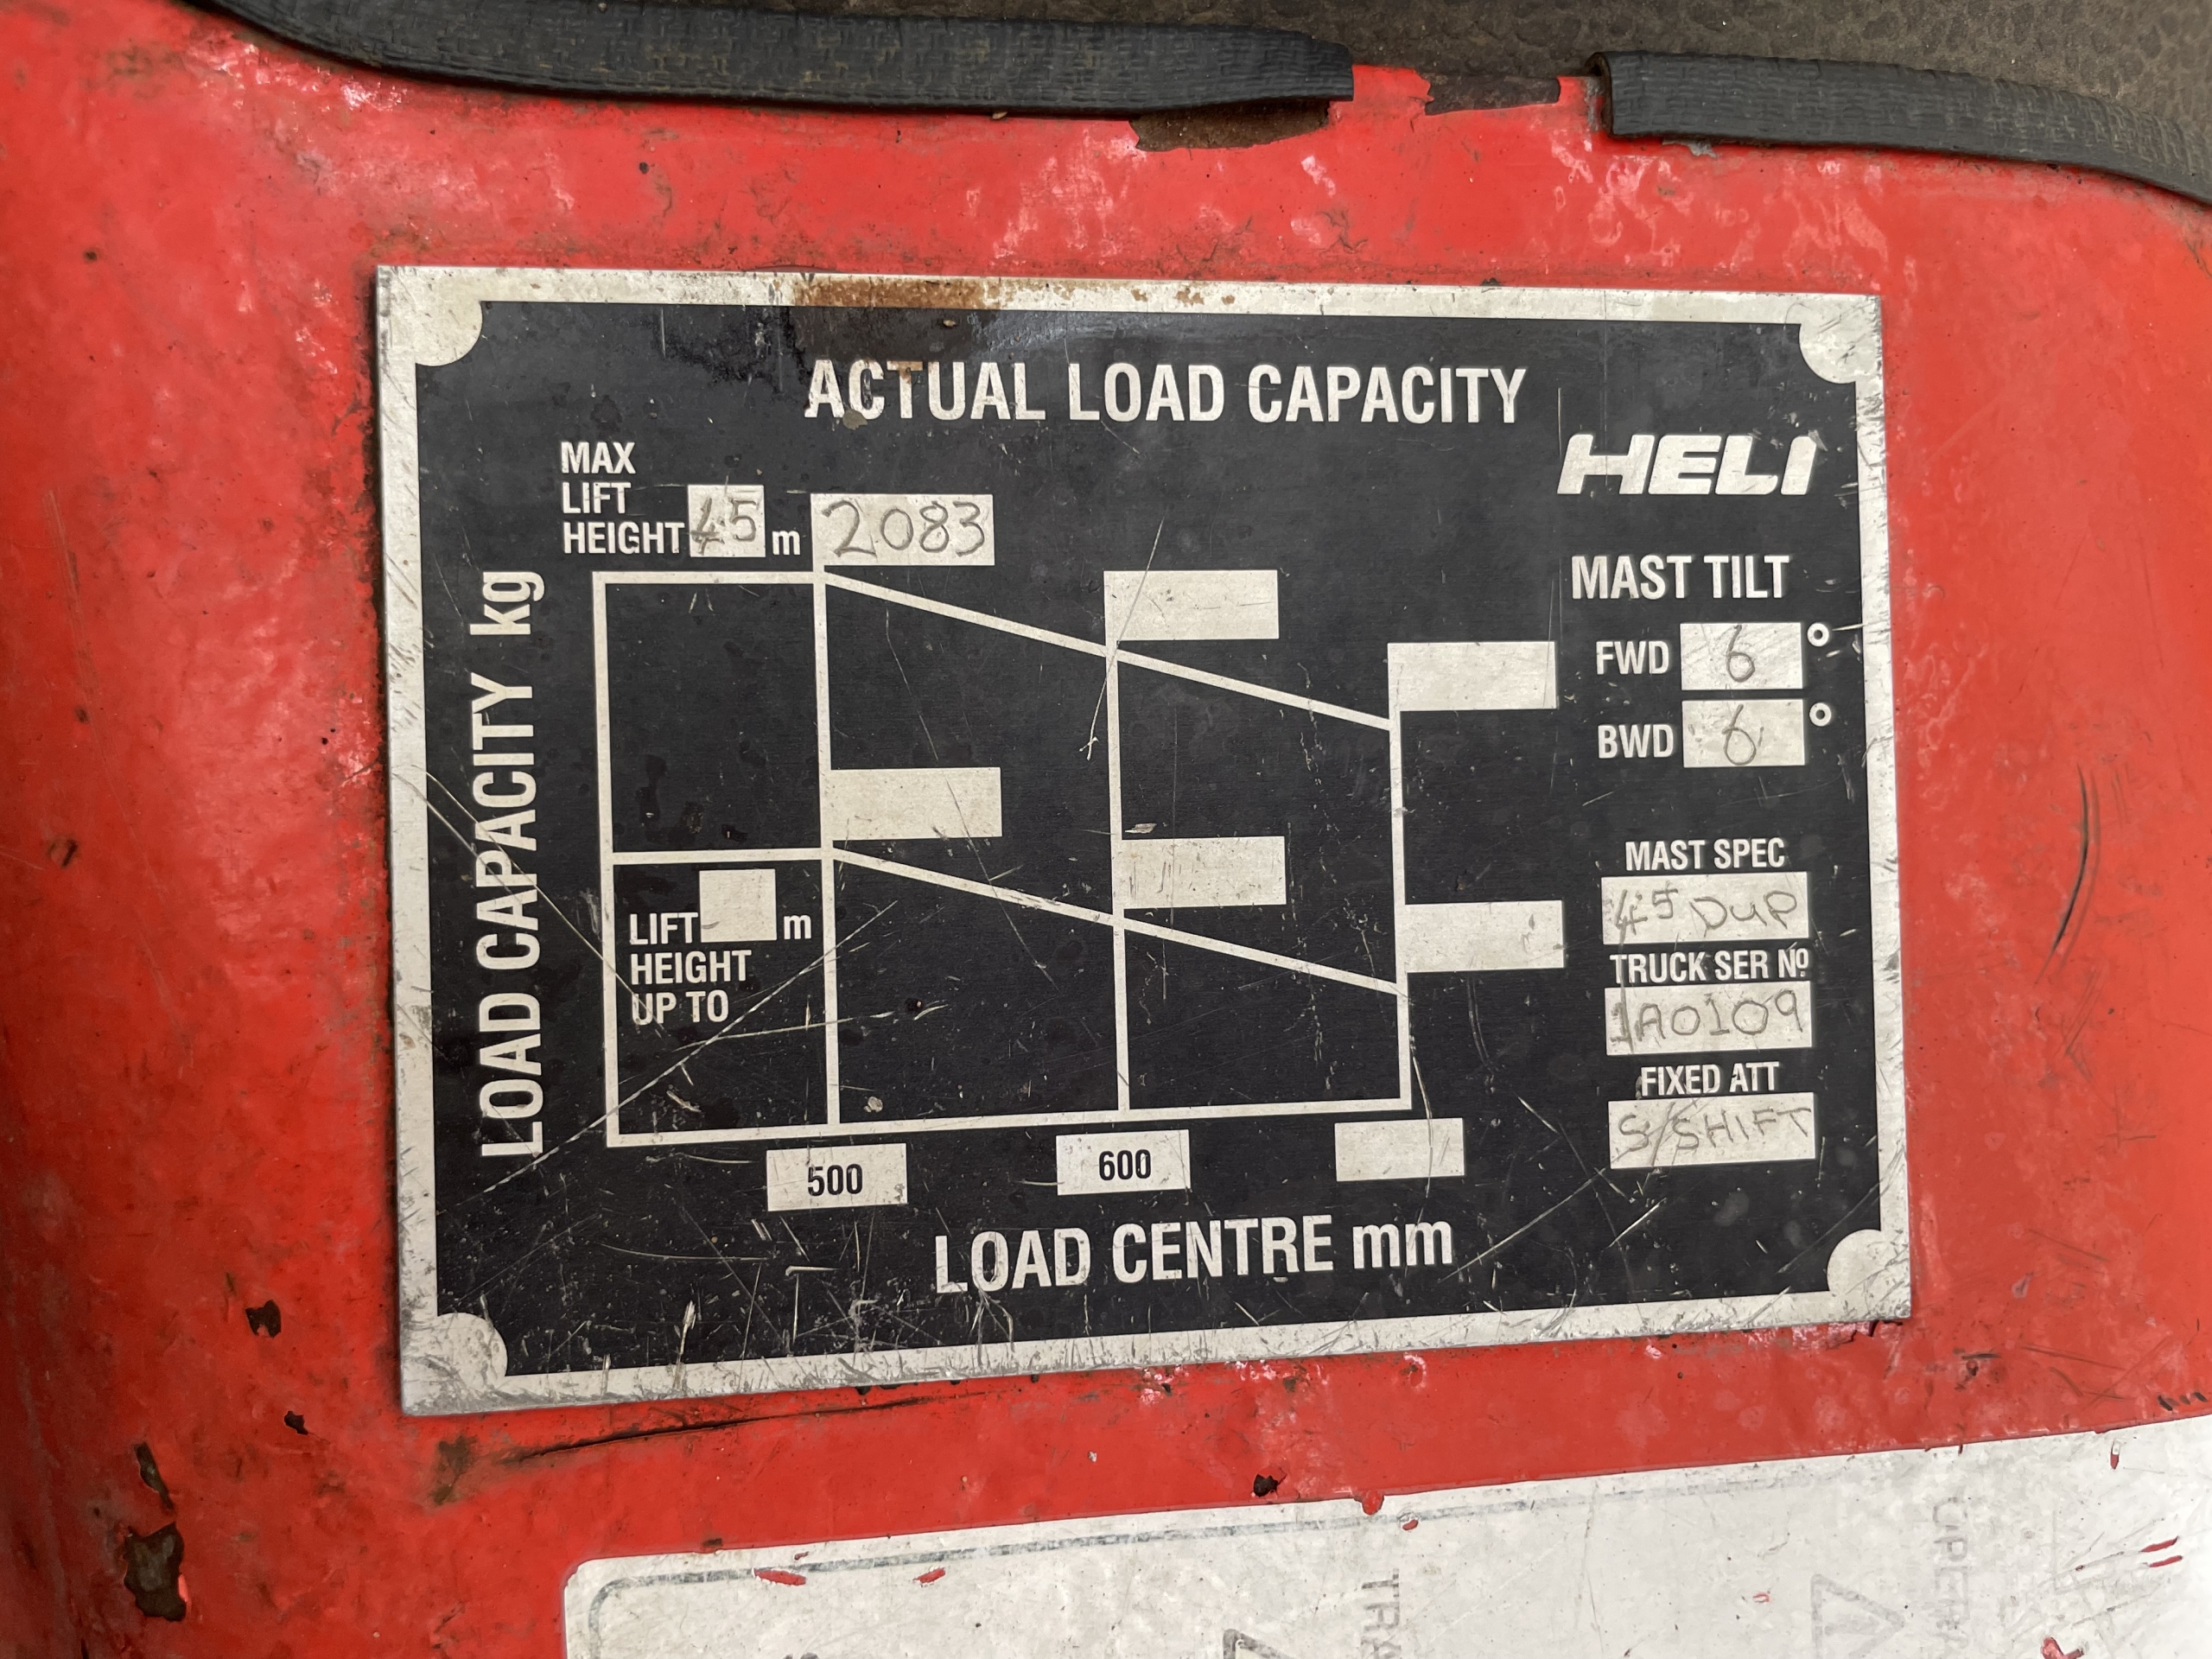 ACTUAL LOAD CAPACITY
HELI
MAX
LIFT
HEIGHT 4.5 m 2083
LOAD CAPACITY kg
LIFT m
HEIGHT
UP TO
500 600
LOAD CENTRE mm
MAST TILT
FWD 6°
BWD 6°
MAST SPEC
4.5 DUP
TRUCK SER Nº
1A0109
FIXED ATT
S/SHIFT